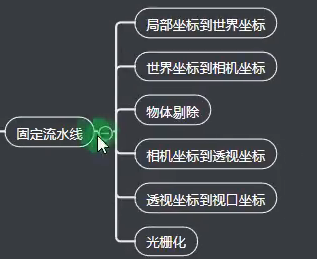 局部坐标到世界坐标
世界坐标到相机坐标
物体剔除
固定流水线
相机坐标到透视坐标
透视坐标到视口坐标
光栅化